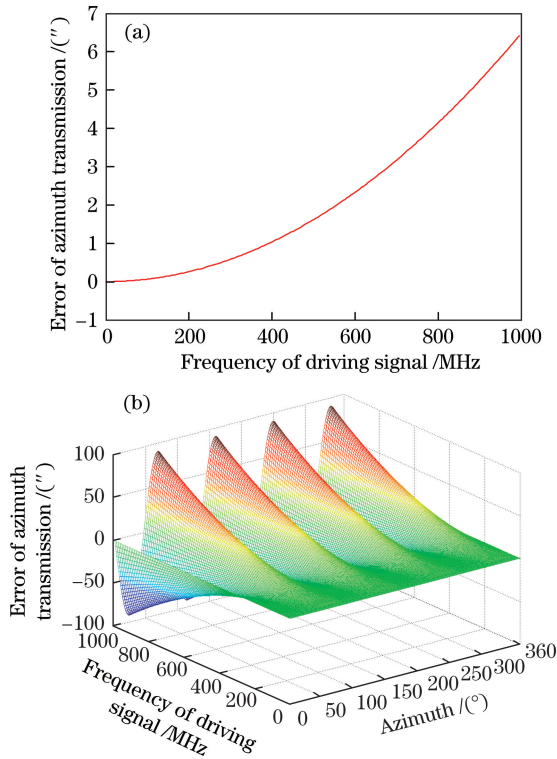 (a)
7
6
5
4
3
2
1
0
−1
Error of azimuth transmission /(″)
0 200 400 600 800 1000
Frequency of driving signal /MHz
(b)
100
50
0
−50
−100
Error of azimuth
transmission /(″)
1000 800 600 400 200 0
Frequency of driving
signal /MHz
0 50 100 150 200 250 300 360
Azimuth /(°)